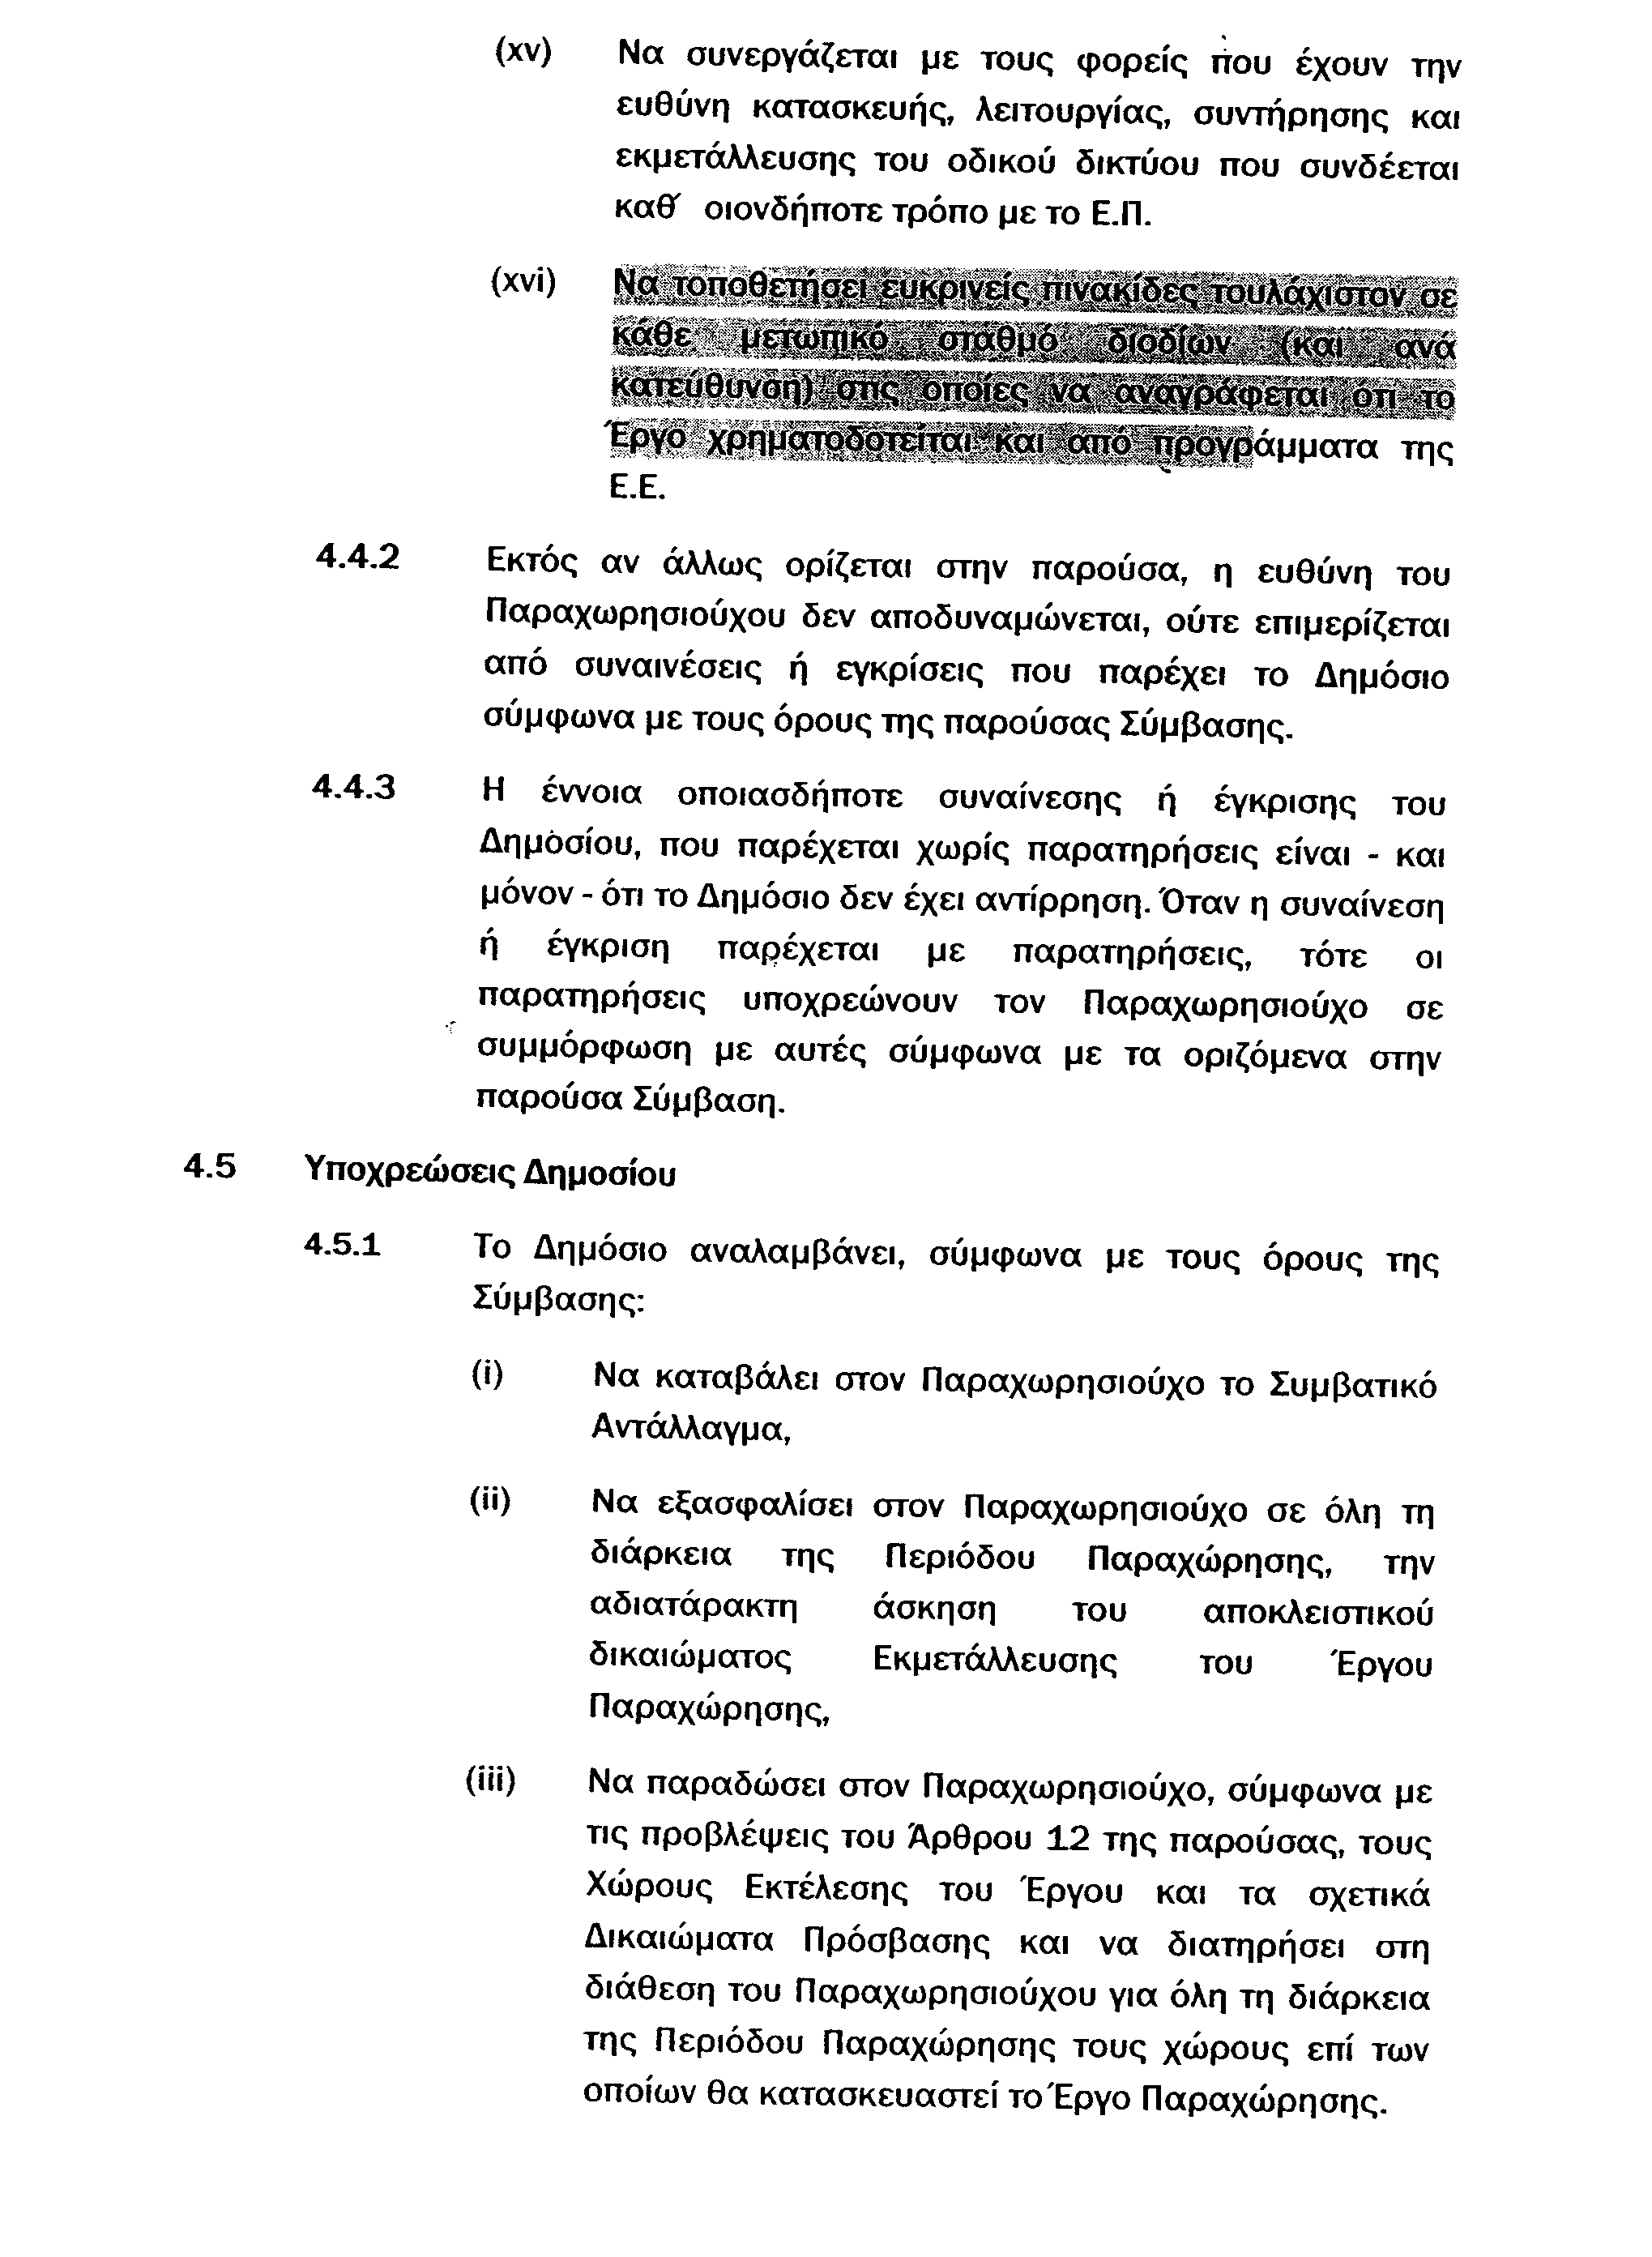 (xv) Να συνεργάζεται με τους φορείς που έχουν την
ευθύνη κατασκευής, λειτουργίας, συντήρησης και
εκμετάλλευσης του οδικού δικτύου που συνδέεται
καθ΄ οιονδήποτε τρόπο με το Ε.Π.
(xvi) Να τοποθετήσει ευκρινείς πινακίδες τουλάχιστον σε
κάθε μετωπικό σταθμό διοδίων (και ανά
κατεύθυνση) στις οποίες να αναγράφεται ότι το
Έργο χρηματοδοτείται και από προγράμματα της
Ε.Ε.
4.4.2 Εκτός αν άλλως ορίζεται στην παρούσα, η ευθύνη του
Παραχωρησιούχου δεν αποδυναμώνεται, ούτε επιμερίζεται
από συναινέσεις ή εγκρίσεις που παρέχει το Δημόσιο
σύμφωνα με τους όρους της παρούσας Σύμβασης.
4.4.3 Η έννοια οποιασδήποτε συναίνεσης ή έγκρισης του
Δημοσίου, που παρέχεται χωρίς παρατηρήσεις είναι - και
μόνον - ότι το Δημόσιο δεν έχει αντίρρηση. Όταν η συναίνεση
ή έγκριση παρέχεται με παρατηρήσεις, τότε οι
παρατηρήσεις υποχρεώνουν τον Παραχωρησιούχο σε
συμμόρφωση με αυτές σύμφωνα με τα οριζόμενα στην
παρούσα Σύμβαση.
4.5 Υποχρεώσεις Δημοσίου
4.5.1 Το Δημόσιο αναλαμβάνει, σύμφωνα με τους όρους της
Σύμβασης:
(i) Να καταβάλει στον Παραχωρησιούχο το Συμβατικό
Αντάλλαγμα,
(ii) Να εξασφαλίσει στον Παραχωρησιούχο σε όλη τη
διάρκεια της Περιόδου Παραχώρησης, την
αδιατάρακτη άσκηση του αποκλειστικού
δικαιώματος Εκμετάλλευσης του Έργου
Παραχώρησης,
(iii) Να παραδώσει στον Παραχωρησιούχο, σύμφωνα με
τις προβλέψεις του Άρθρου 12 της παρούσας, τους
Χώρους Εκτέλεσης του Έργου και τα σχετικά
Δικαιώματα Πρόσβασης και να διατηρήσει στη
διάθεση του Παραχωρησιούχου για όλη τη διάρκεια
της Περιόδου Παραχώρησης τους χώρους επί των
οποίων θα κατασκευαστεί το Έργο Παραχώρησης.